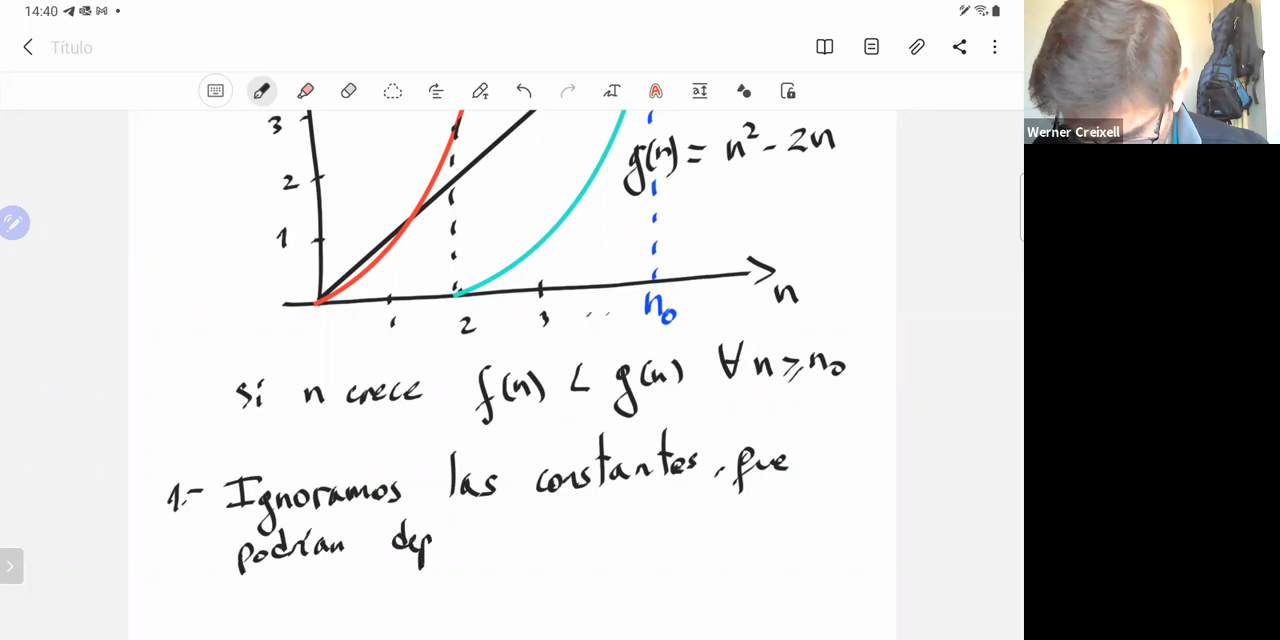 14:40
Título
Werner Creixell
3
2
1
g(n) = n² - 2n
1 2 3 .. n₀ n
si n crece f(n) < g(n) ∀ n ≥ n₀
1.- Ignoramos las constantes, que
podrían dep